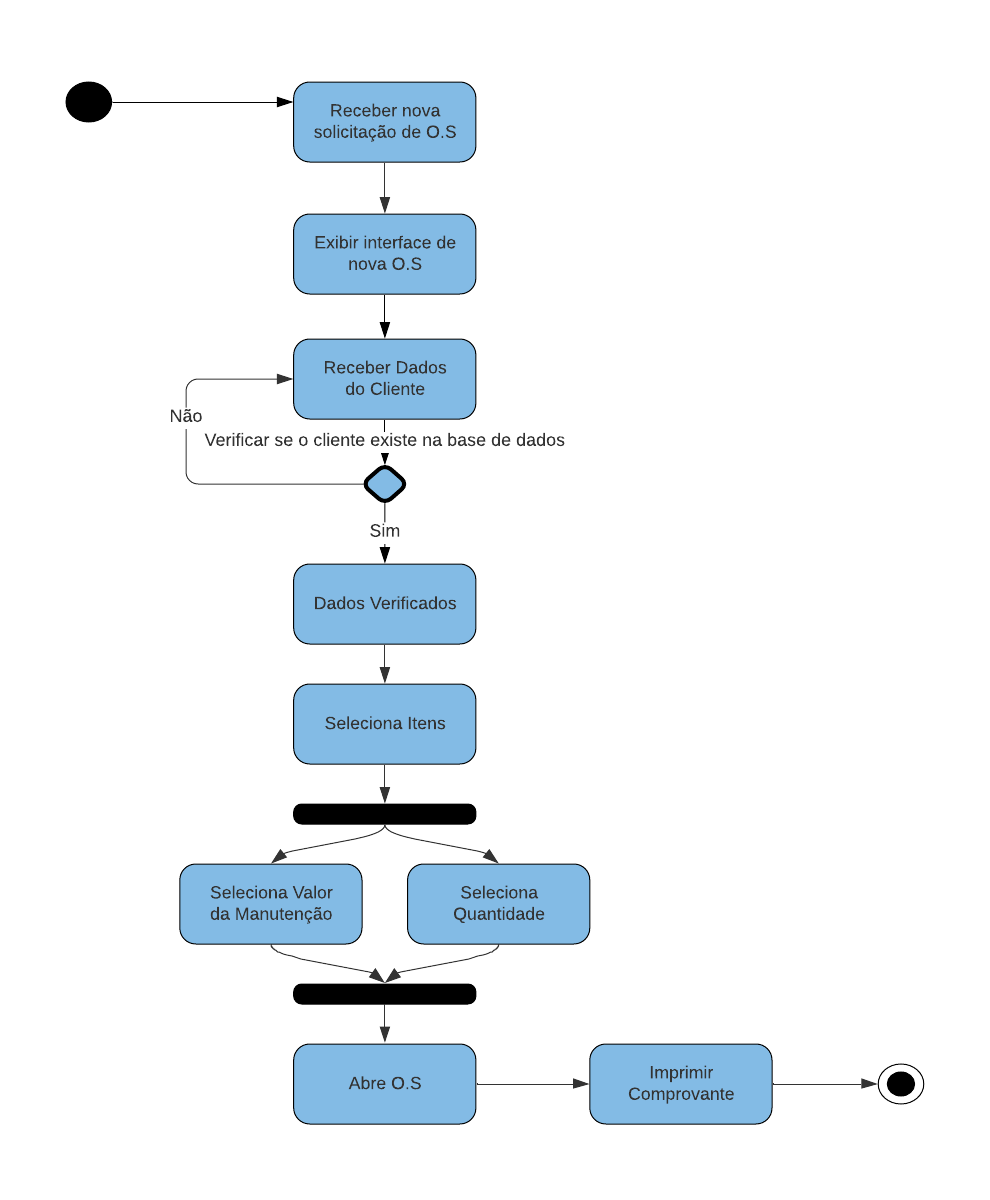 Receber nova
solicitação de O.S
Exibir interface de
nova O.S
Receber Dados
do Cliente
Não
Verificar se o cliente existe na base de dados
Sim
Dados Verificados
Seleciona Itens
Seleciona Valor
da Manutenção
Seleciona
Quantidade
Abre O.S
Imprimir
Comprovante